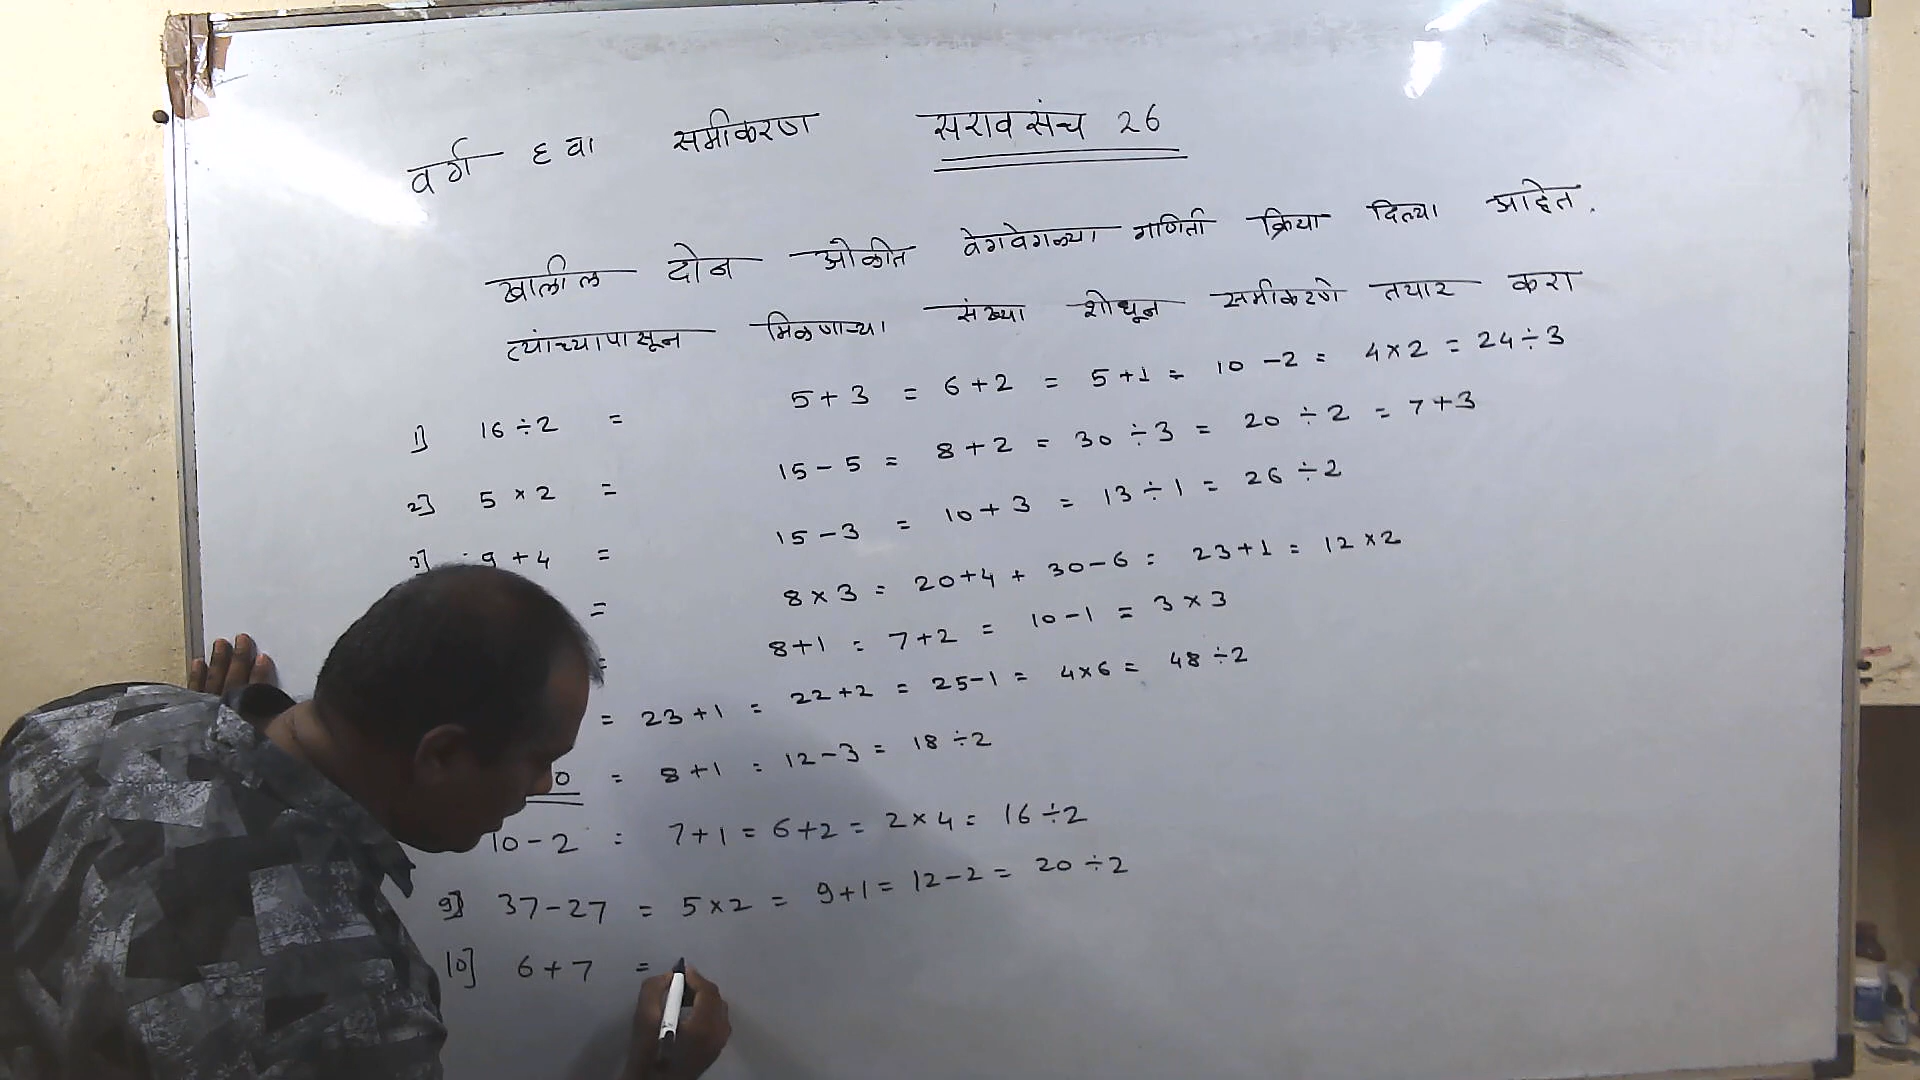 वर्ग ६ वा समीकरण सरावसंच 26
खालील दोन ओळीत वेगवेगळ्या गणिती क्रिया दिल्या आहेत.
त्यांच्यापासून मिळणाऱ्या संख्या शोधून समीकरणे तयार करा
1] 16 ÷ 2 = 5 + 3 = 6 + 2 = 5 + 1 = 10 - 2 = 4 × 2 = 24 ÷ 3
2] 5 × 2 = 15 - 5 = 8 + 2 = 30 ÷ 3 = 20 ÷ 2 = 7 + 3
3] 9 + 4 = 15 - 3 = 10 + 3 = 13 ÷ 1 = 26 ÷ 2
= 8 × 3 = 20 + 4 + 30 - 6 = 23 + 1 = 12 × 2
= 8 + 1 = 7 + 2 = 10 - 1 = 3 × 3
= 23 + 1 = 22 + 2 = 25 - 1 = 4 × 6 = 48 ÷ 2
0 = 8 + 1 = 12 - 3 = 18 ÷ 2
10 - 2 = 7 + 1 = 6 + 2 = 2 × 4 = 16 ÷ 2
9] 37 - 27 = 5 × 2 = 9 + 1 = 12 - 2 = 20 ÷ 2
10] 6 + 7 =